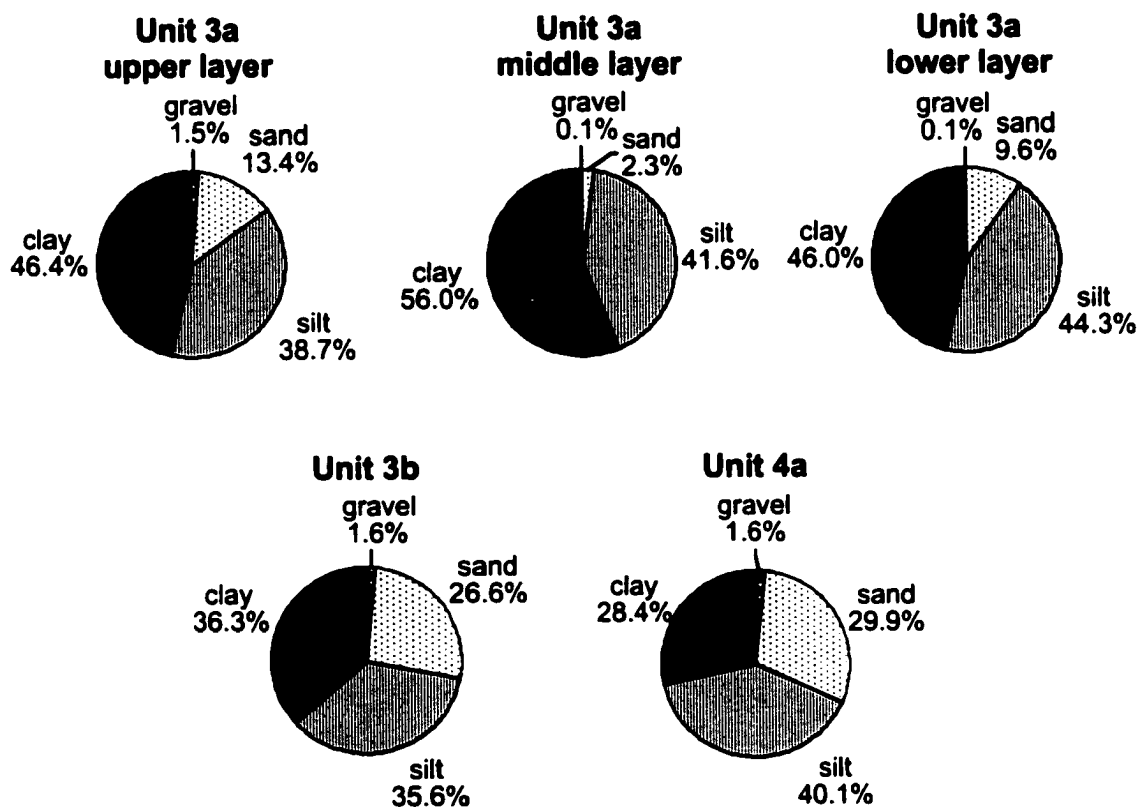 Unit 3a
upper layer
gravel
1.5%
sand
13.4%
clay
46.4%
silt
38.7%
Unit 3a
middle layer
gravel
0.1%
sand
2.3%
silt
41.6%
clay
56.0%
Unit 3a
lower layer
gravel
0.1%
sand
9.6%
clay
46.0%
silt
44.3%
Unit 3b
gravel
1.6%
sand
26.6%
clay
36.3%
silt
35.6%
Unit 4a
gravel
1.6%
clay
28.4%
sand
29.9%
silt
40.1%